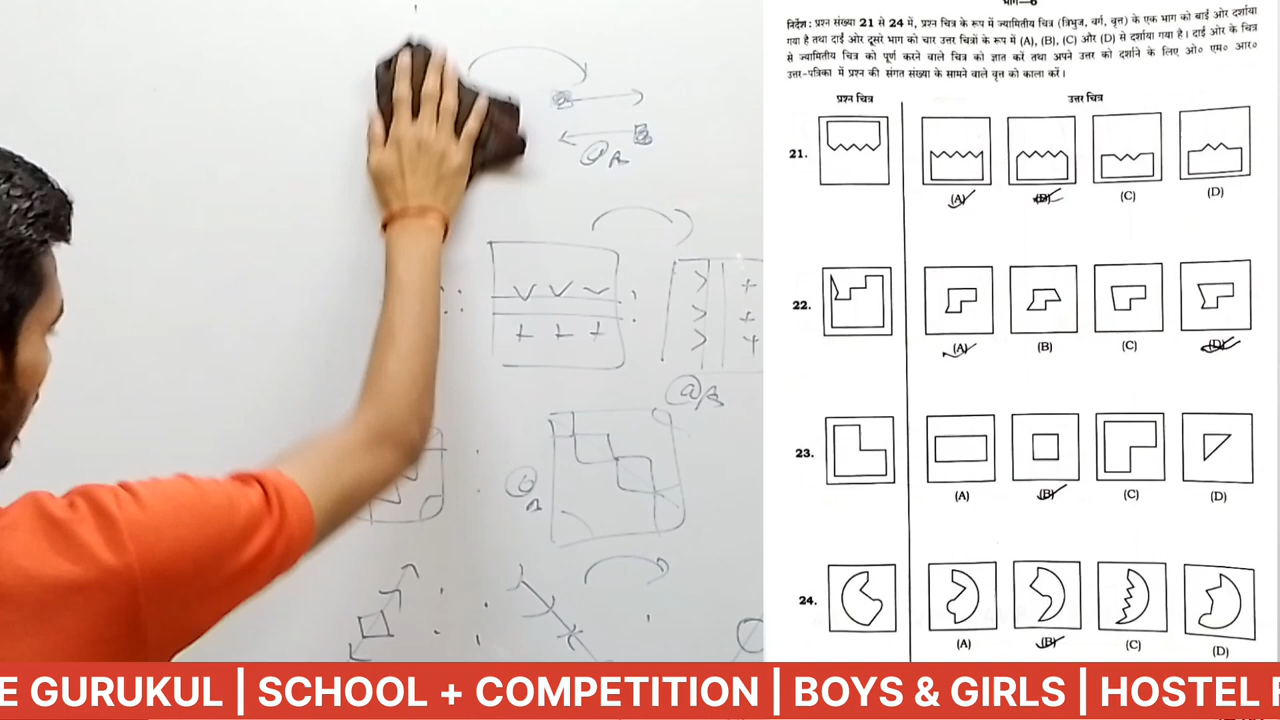 भाग—6
निर्देश: प्रश्न संख्या 21 से 24 में, प्रश्न चित्र के रूप में ज्यामितीय चित्र (त्रिभुज, वर्ग, वृत्त) के एक भाग को बाईं ओर दर्शाया
गया है तथा दाईं ओर दूसरे भाग को चार उत्तर चित्रों के रूप में (A), (B), (C) और (D) से दर्शाया गया है। दाईं ओर के चित्र
से ज्यामितीय चित्र को पूर्ण करने वाले चित्र को ज्ञात करें तथा अपने उत्तर को दर्शाने के लिए ओ० एम० आर०
उत्तर-पत्रिका में प्रश्न की संगत संख्या के सामने वाले वृत्त को काला करें।
प्रश्न चित्र उत्तर चित्र
21.
(A) (B) (C) (D)
22.
(A) (B) (C) (D)
23.
(A) (B) (C) (D)
24.
(A) (B) (C) (D)
E GURUKUL | SCHOOL + COMPETITION | BOYS & GIRLS | HOSTEL